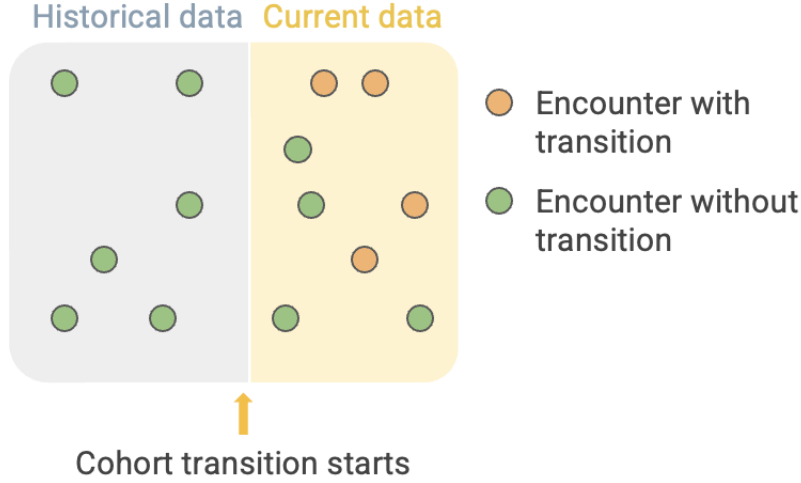 Historical data
Current data
Encounter with
transition
Encounter without
transition
Cohort transition starts